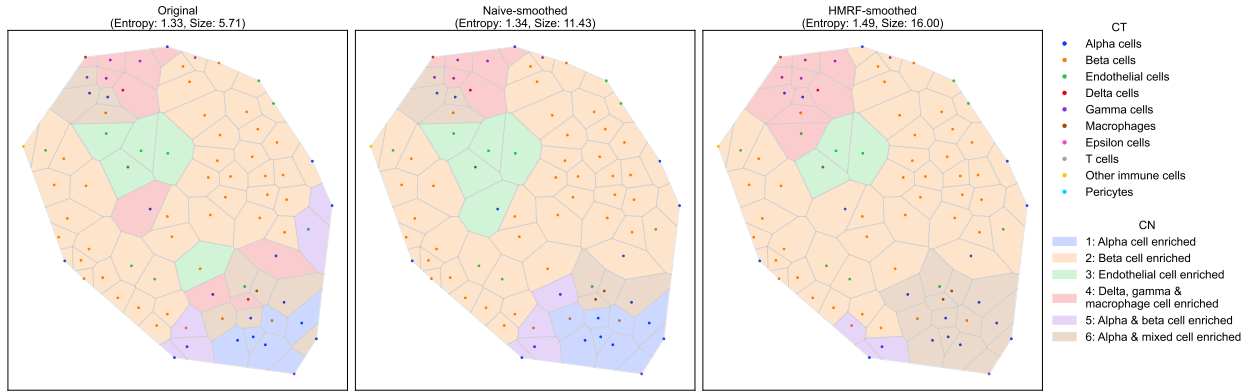 Original
(Entropy: 1.33, Size: 5.71)
Naive-smoothed
(Entropy: 1.34, Size: 11.43)
HMRF-smoothed
(Entropy: 1.49, Size: 16.00)
CT
Alpha cells
Beta cells
Endothelial cells
Delta cells
Gamma cells
Macrophages
Epsilon cells
T cells
Other immune cells
Pericytes
CN
1: Alpha cell enriched
2: Beta cell enriched
3: Endothelial cell enriched
4: Delta, gamma &
macrophage cell enriched
5: Alpha & beta cell enriched
6: Alpha & mixed cell enriched